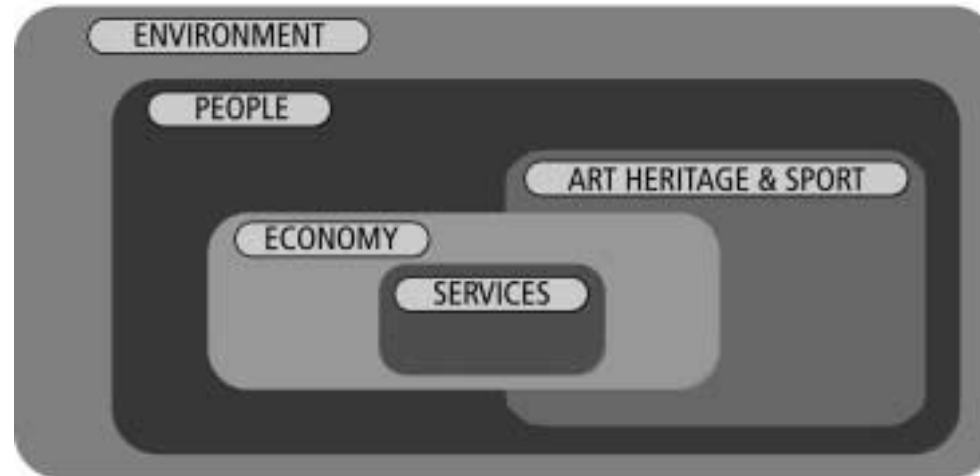 ENVIRONMENT
PEOPLE
ART HERITAGE & SPORT
ECONOMY
SERVICES